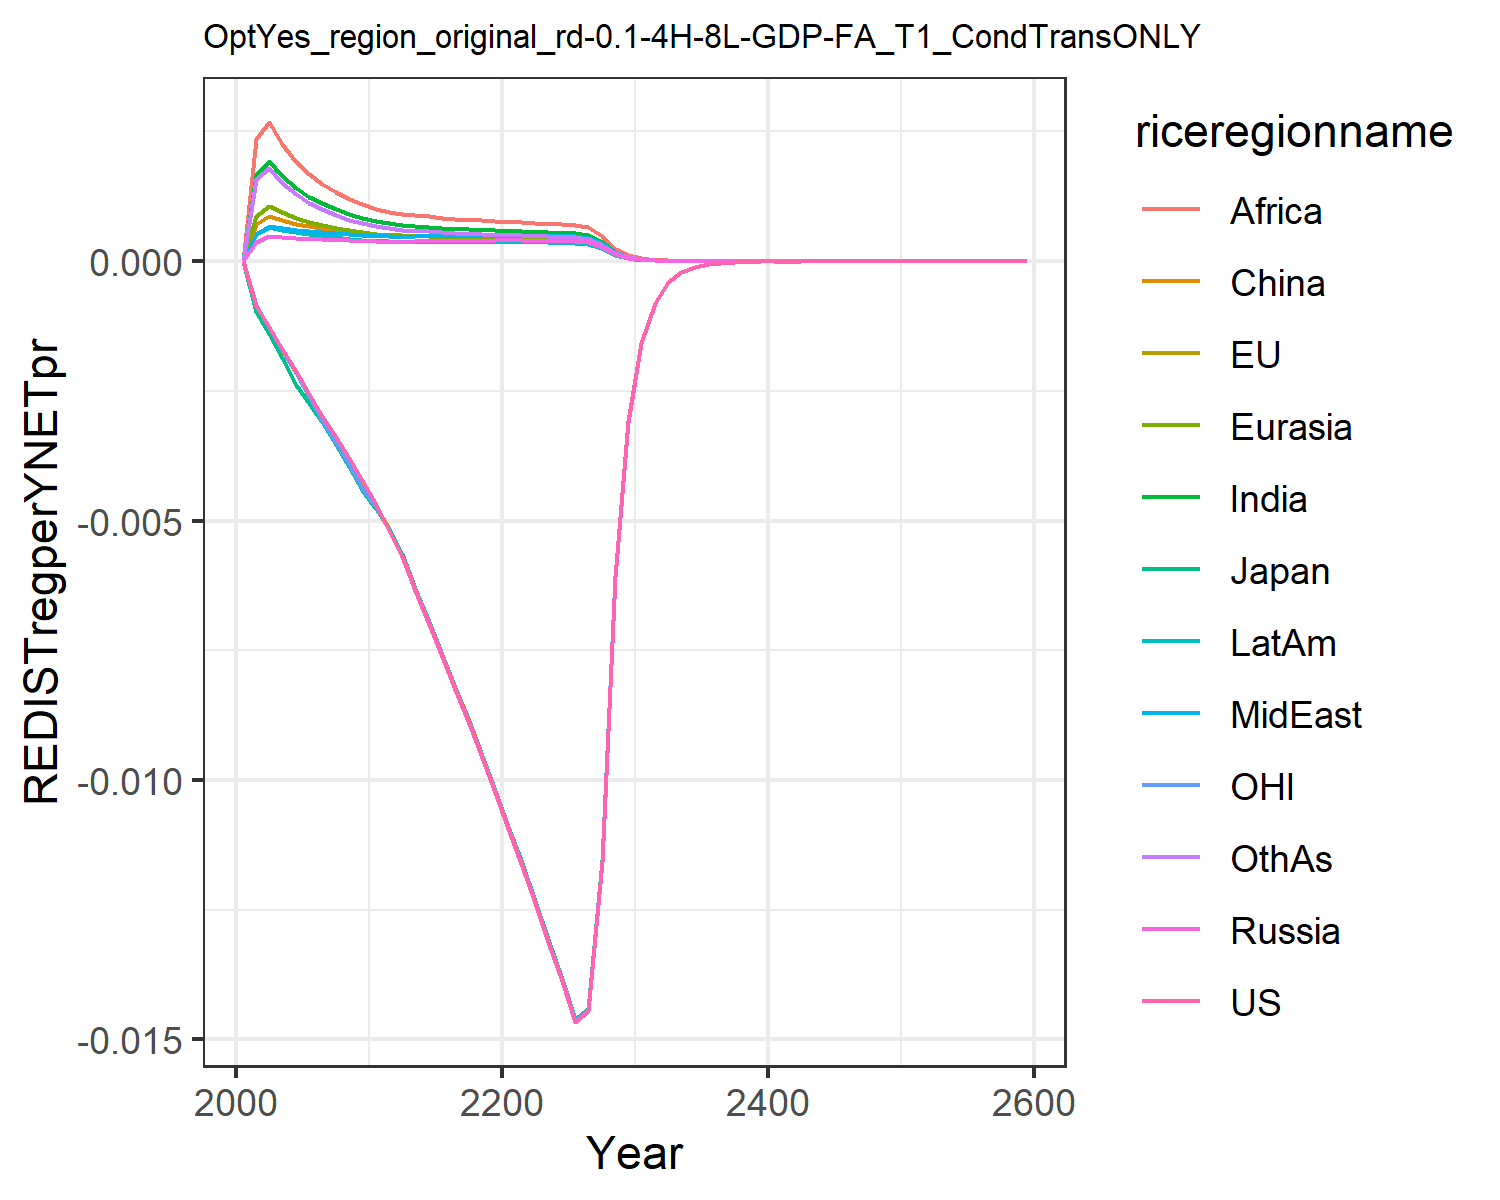 OptYes_region_original_rd-0.1-4H-8L-GDP-FA_T1_CondTransONLY
REDISTregperYNETpr
0.000
-0.005
-0.010
-0.015
2000
2200
2400
2600
Year
riceregionname
Africa
China
EU
Eurasia
India
Japan
LatAm
MidEast
OHI
OthAs
Russia
US